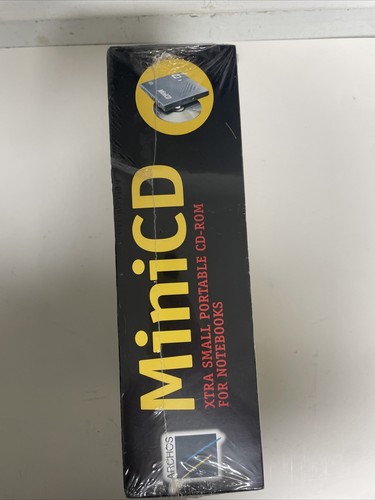 MiniCD
XTRA SMALL PORTABLE CD-ROM
FOR NOTEBOOKS
ARCHOS